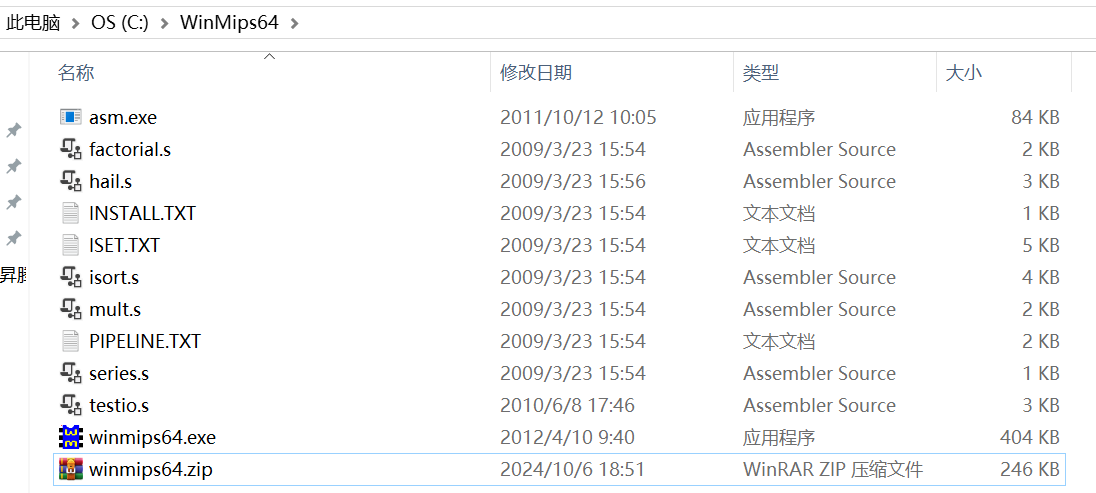 此电脑 > OS (C:) > WinMips64 >
名称 修改日期 类型 大小
asm.exe 2011/10/12 10:05 应用程序 84 KB
factorial.s 2009/3/23 15:54 Assembler Source 2 KB
hail.s 2009/3/23 15:56 Assembler Source 3 KB
INSTALL.TXT 2009/3/23 15:54 文本文档 1 KB
ISET.TXT 2009/3/23 15:54 文本文档 5 KB
昇腾
isort.s 2009/3/23 15:54 Assembler Source 4 KB
mult.s 2009/3/23 15:54 Assembler Source 2 KB
PIPELINE.TXT 2009/3/23 15:54 文本文档 2 KB
series.s 2009/3/23 15:54 Assembler Source 1 KB
testio.s 2010/6/8 17:46 Assembler Source 3 KB
winmips64.exe 2012/4/10 9:40 应用程序 404 KB
winmips64.zip 2024/10/6 18:51 WinRAR ZIP 压缩文件 246 KB